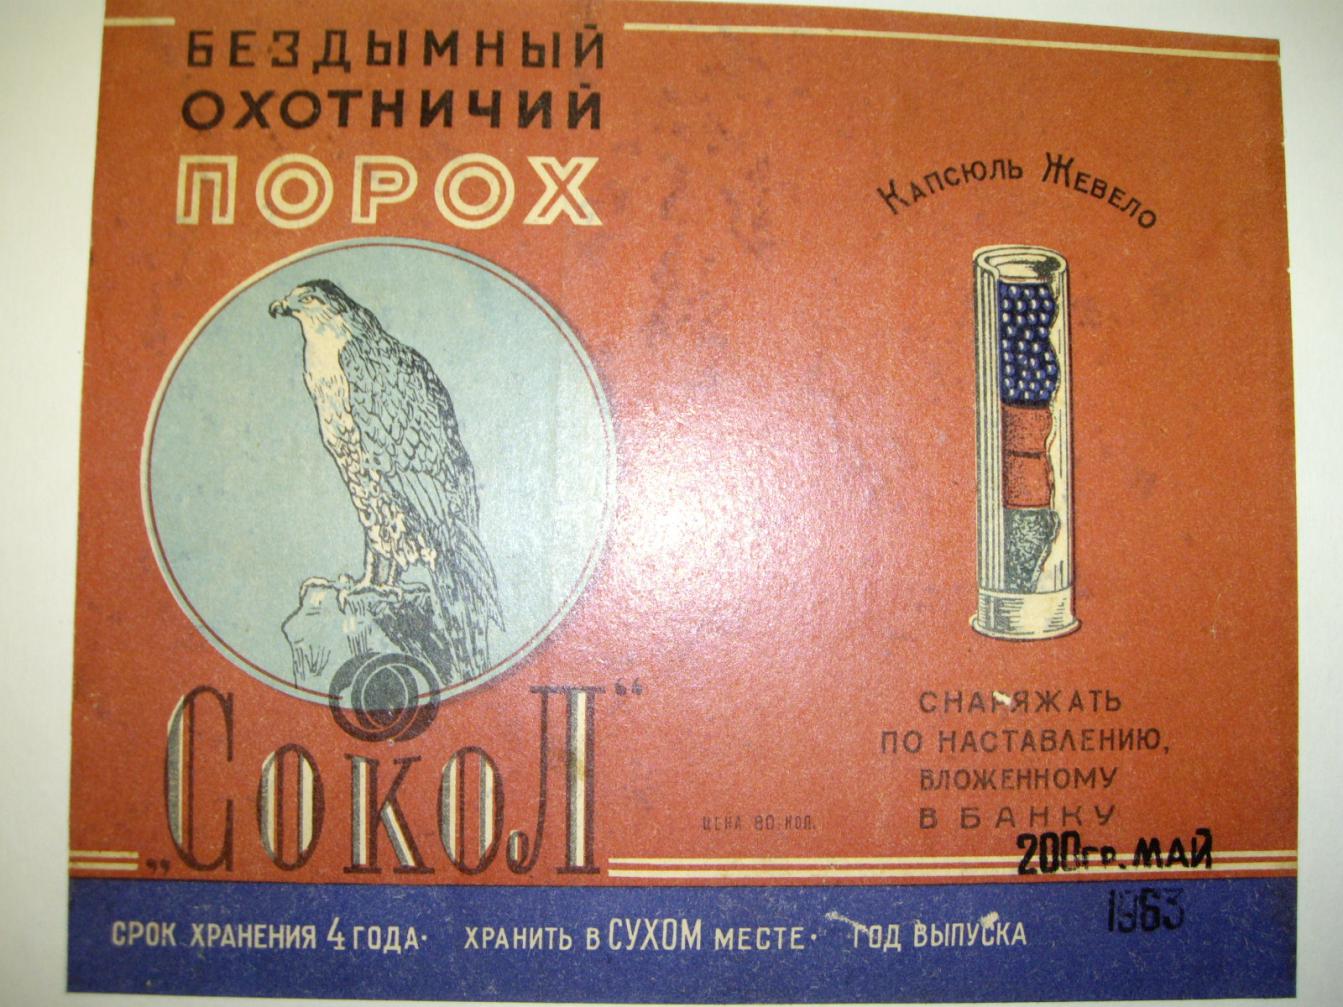 БЕЗДЫМНЫЙ
ОХОТНИЧИЙ
ПОРОХ
„СОКОЛ“
Капсюль Жевело
СНАРЯЖАТЬ
ПО НАСТАВЛЕНИЮ,
ВЛОЖЕННОМУ
В БАНКУ
ЦЕНА 80 КОП.
200гр. МАЙ
1963
СРОК ХРАНЕНИЯ 4 ГОДА· ХРАНИТЬ В СУХОМ МЕСТЕ· ГОД ВЫПУСКА